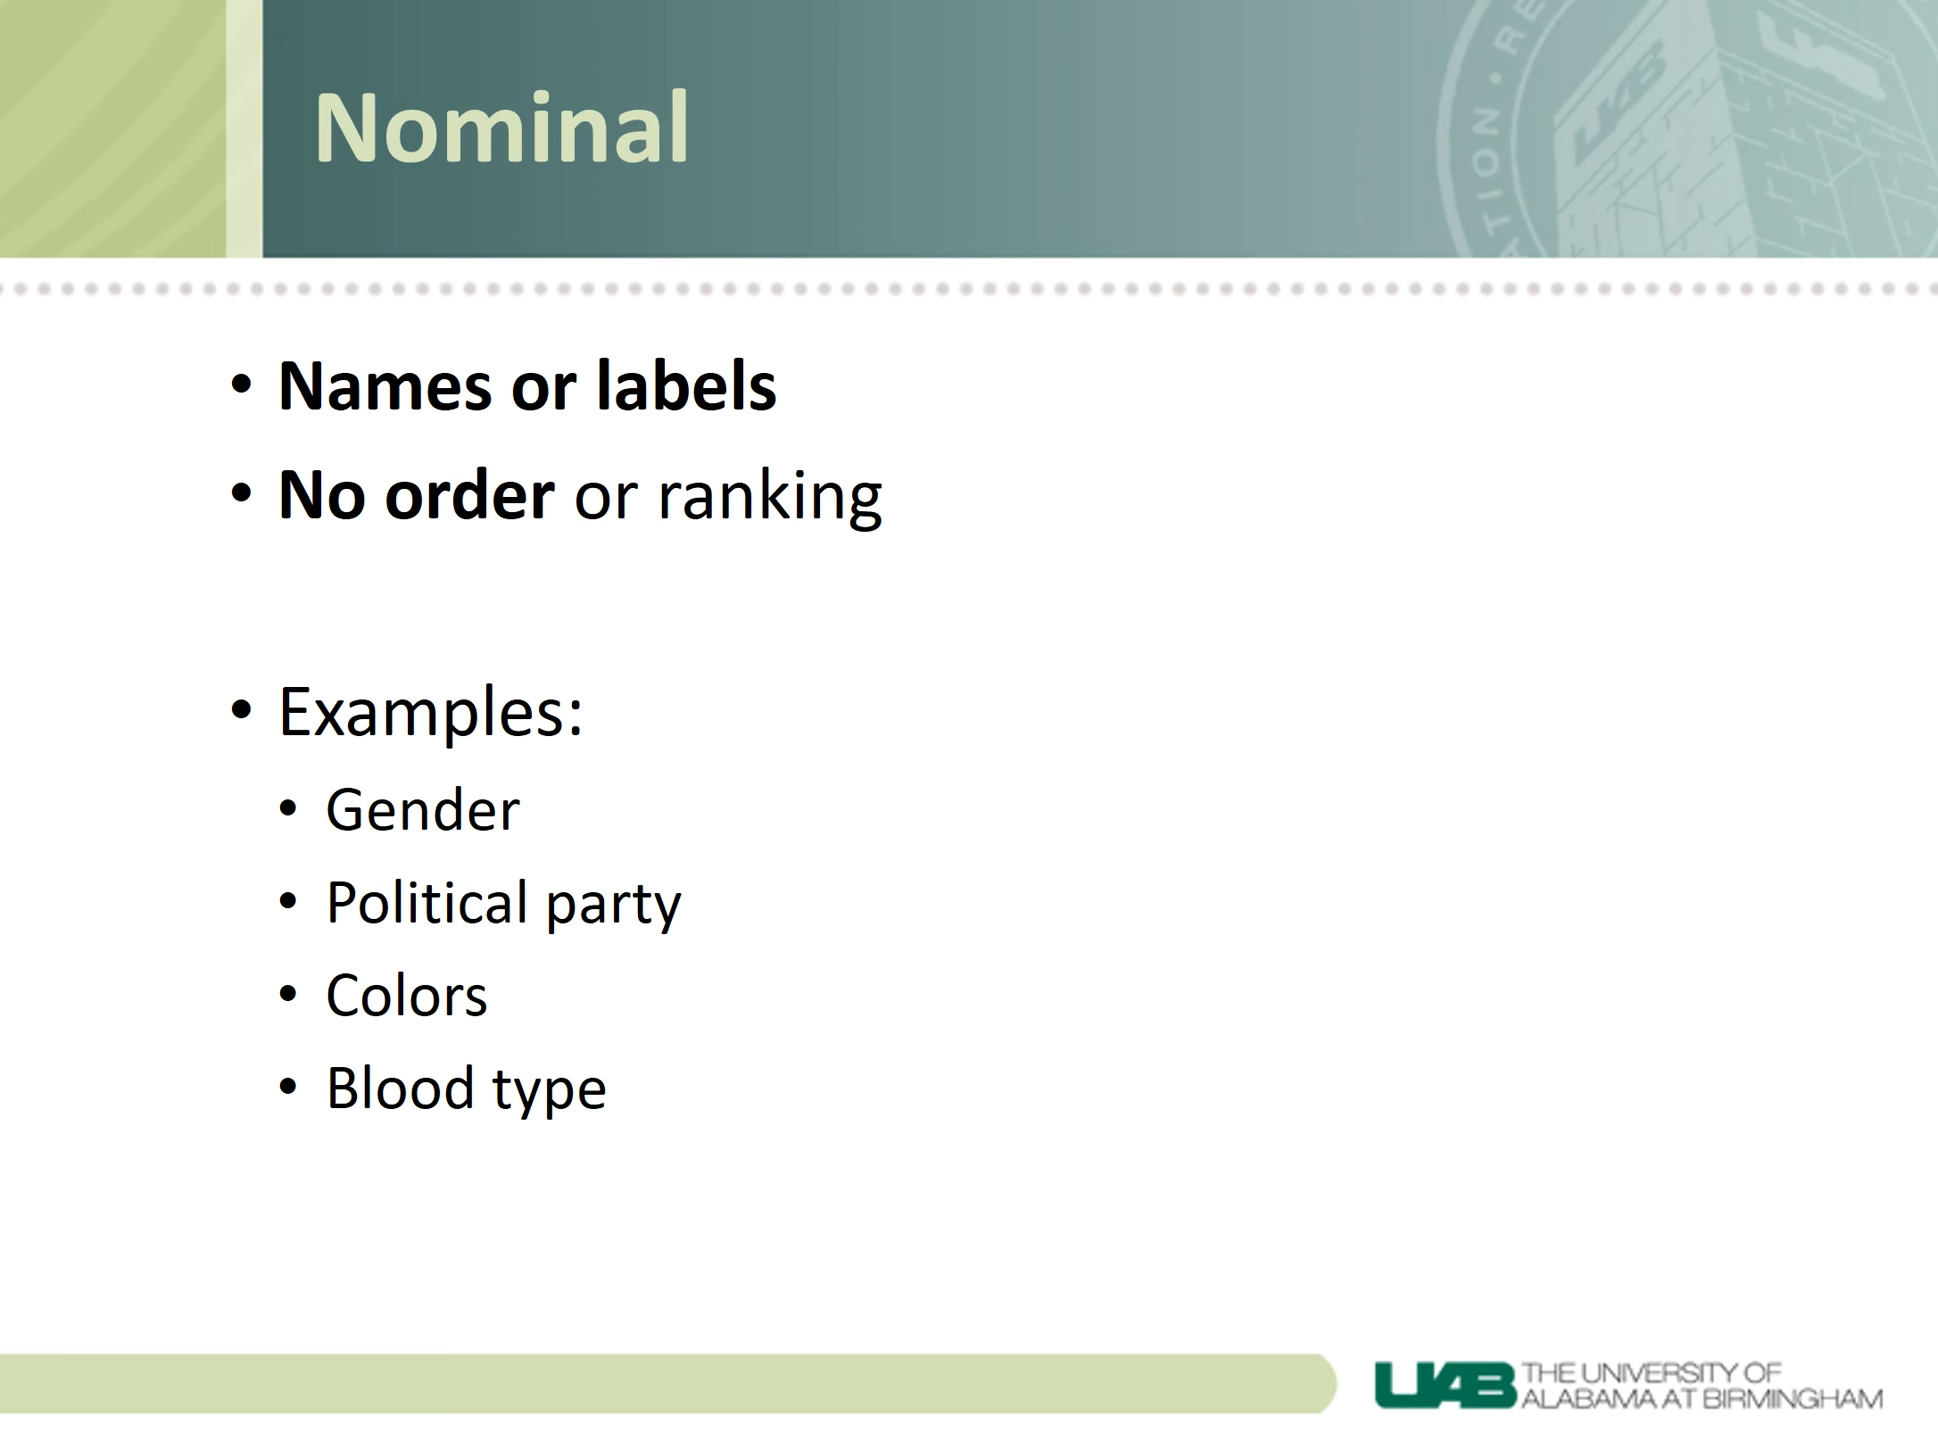 Nominal
• Names or labels
• No order or ranking
• Examples:
• Gender
• Political party
• Colors
• Blood type
UAB THE UNIVERSITY OF
ALABAMA AT BIRMINGHAM